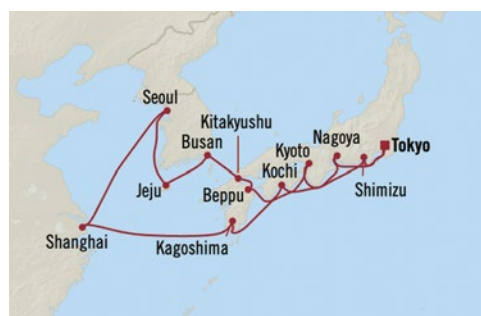 Seoul
Kitakyushu
Busan
Nagoya
Kyoto
Tokyo
Kochi
Jeju
Beppu
Shimizu
Shanghai
Kagoshima